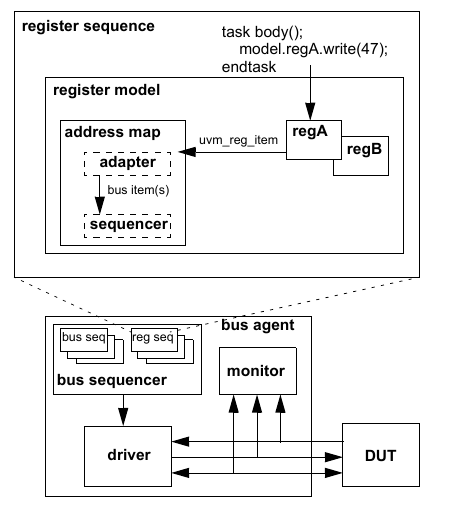 register sequence
task body();
model.regA.write(47);
endtask
register model
address map
adapter
bus item(s)
sequencer
uvm_reg_item
regA
regB
bus agent
bus seq
reg seq
bus sequencer
monitor
driver
DUT